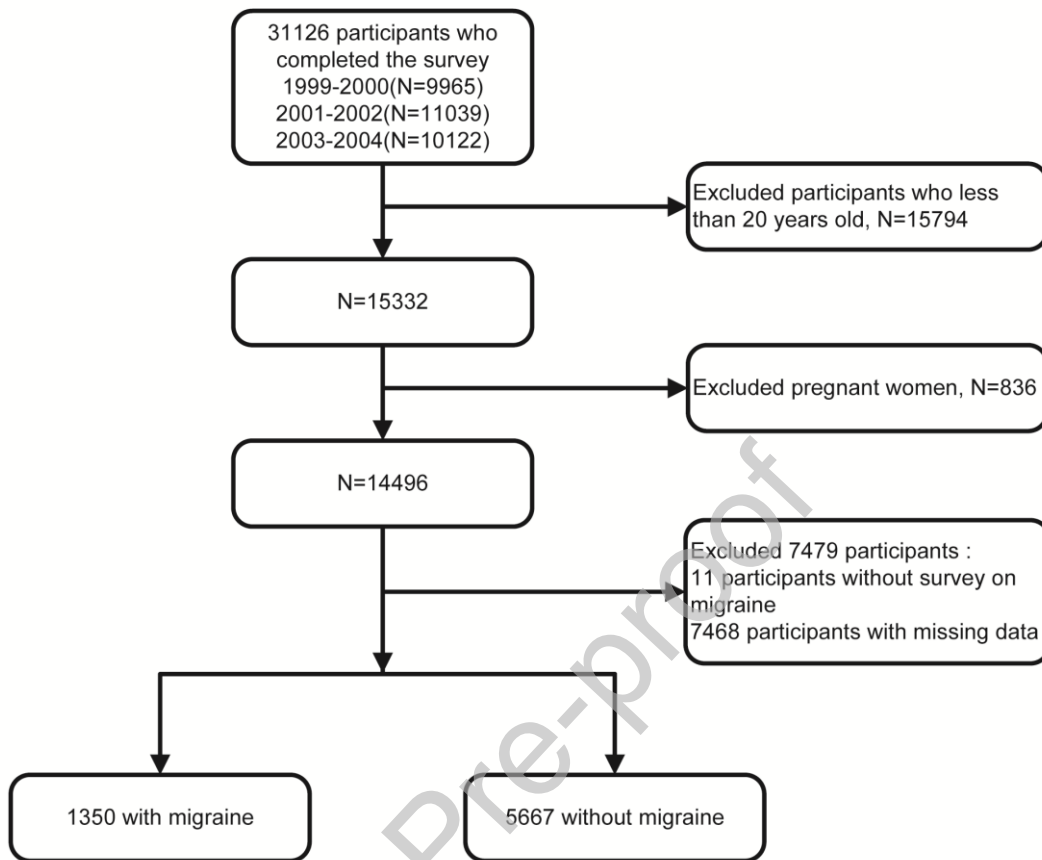 31126 participants who
completed the survey
1999-2000(N=9965)
2001-2002(N=11039)
2003-2004(N=10122)
Excluded participants who less
than 20 years old, N=15794
N=15332
Excluded pregnant women, N=836
N=14496
Excluded 7479 participants :
11 participants without survey on
migraine
7468 participants with missing data
1350 with migraine
5667 without migraine
Pre-proof